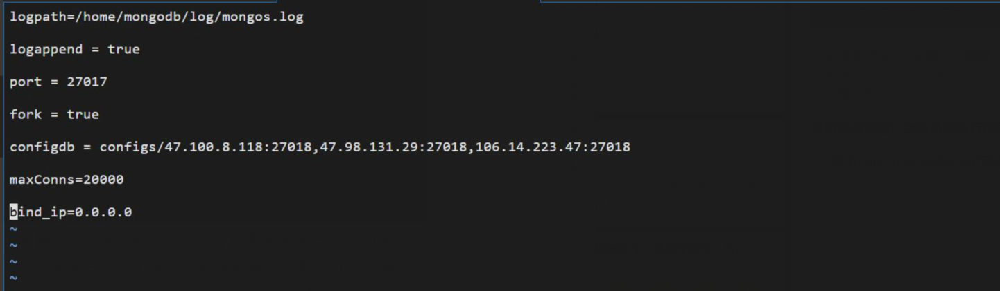 logpath=/home/mongodb/log/mongos.log
logappend = true
port = 27017
fork = true
configdb = configs/47.100.8.118:27018,47.98.131.29:27018,106.14.223.47:27018
maxConns=20000
bind_ip=0.0.0.0
~
~
~
~